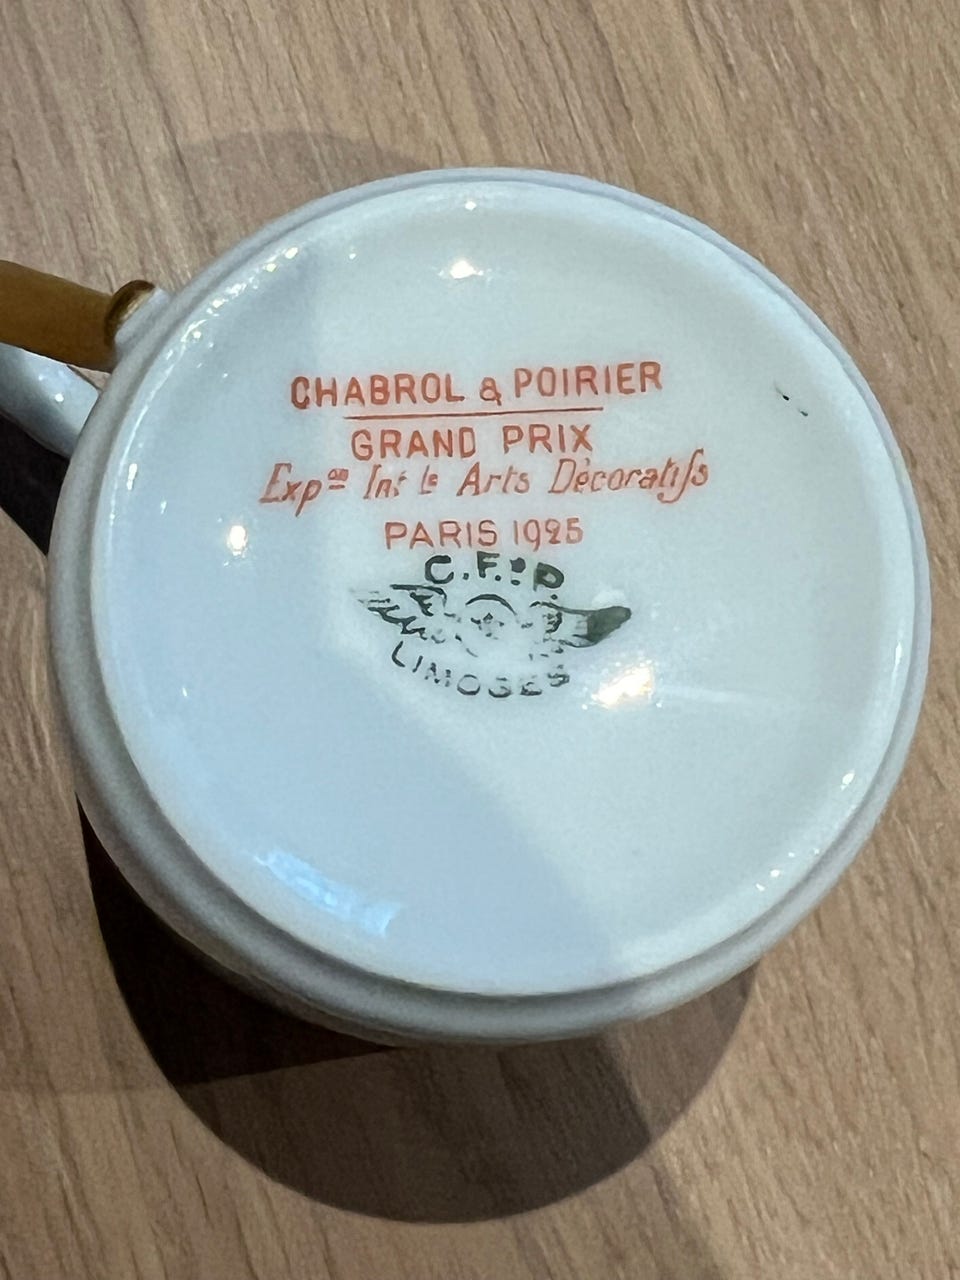 CHABROL & POIRIER
GRAND PRIX
Expon Intle Arts Décoratifs
PARIS 1925
C.F.&P.
LIMOGES